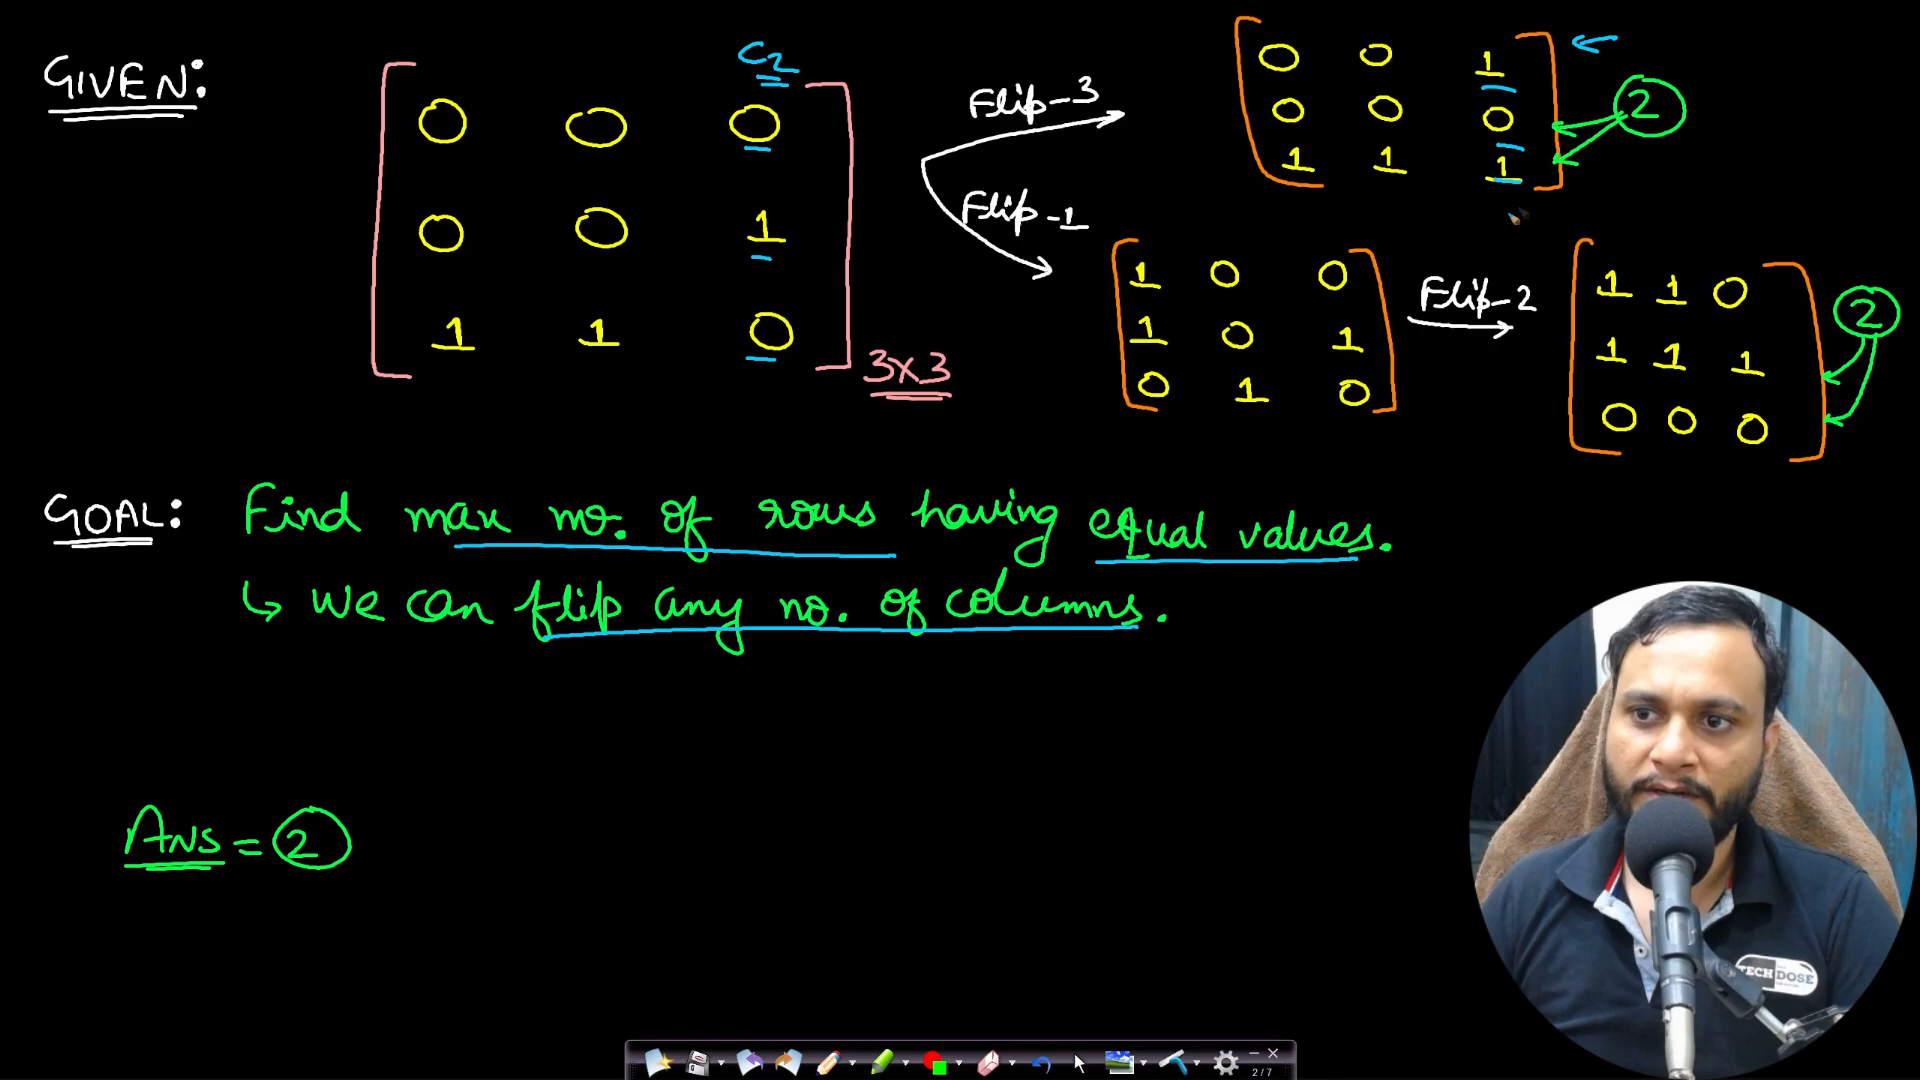 GIVEN:
C2
0 0 0
0 0 1
1 1 0
3x3
Flip-3
0 0 1
0 0 0
1 1 1
2
Flip-1
1 0 0
1 0 1
0 1 0
Flip-2
1 1 0
1 1 1
0 0 0
2
GOAL: Find max no. of rows having equal values.
↳ we can flip any no. of columns.
ANS = 2
TECH DOSE
2/7